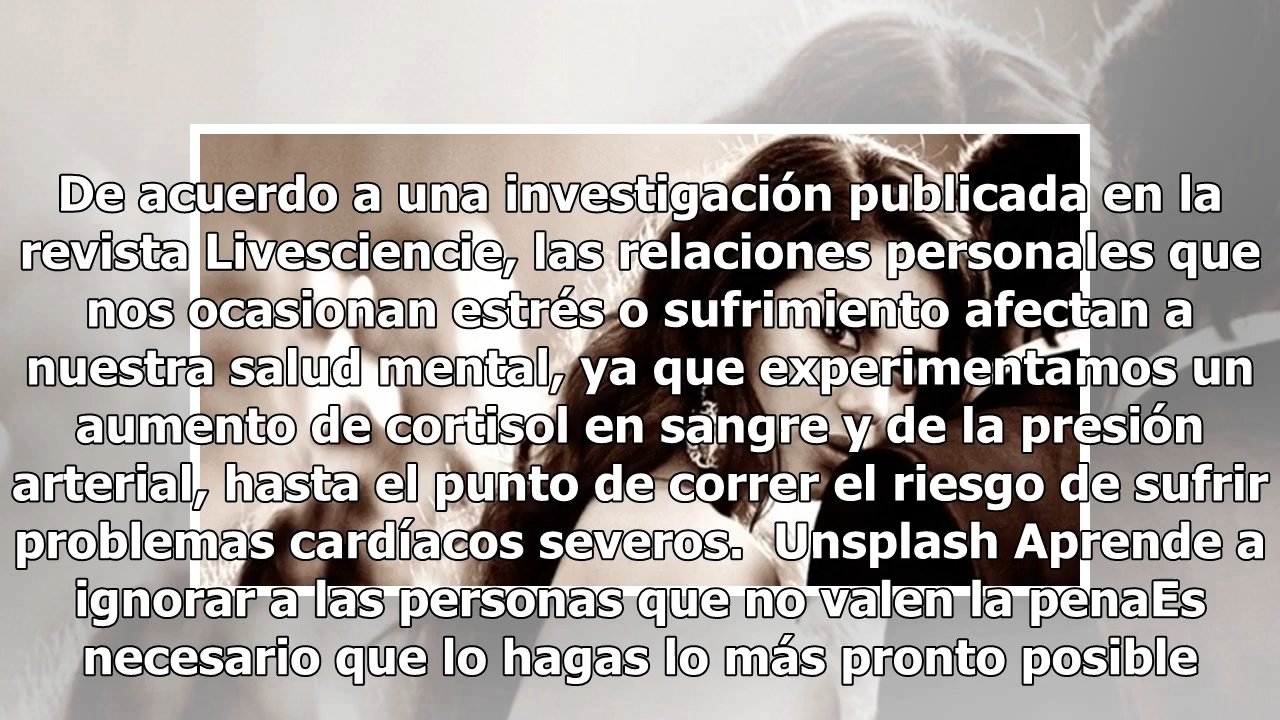 De acuerdo a una investigación publicada en la
revista Livesciencie, las relaciones personales que
nos ocasionan estrés o sufrimiento afectan a
nuestra salud mental, ya que experimentamos un
aumento de cortisol en sangre y de la presión
arterial, hasta el punto de correr el riesgo de sufrir
problemas cardíacos severos.  Unsplash Aprende a
ignorar a las personas que no valen la penaEs
necesario que lo hagas lo más pronto posible